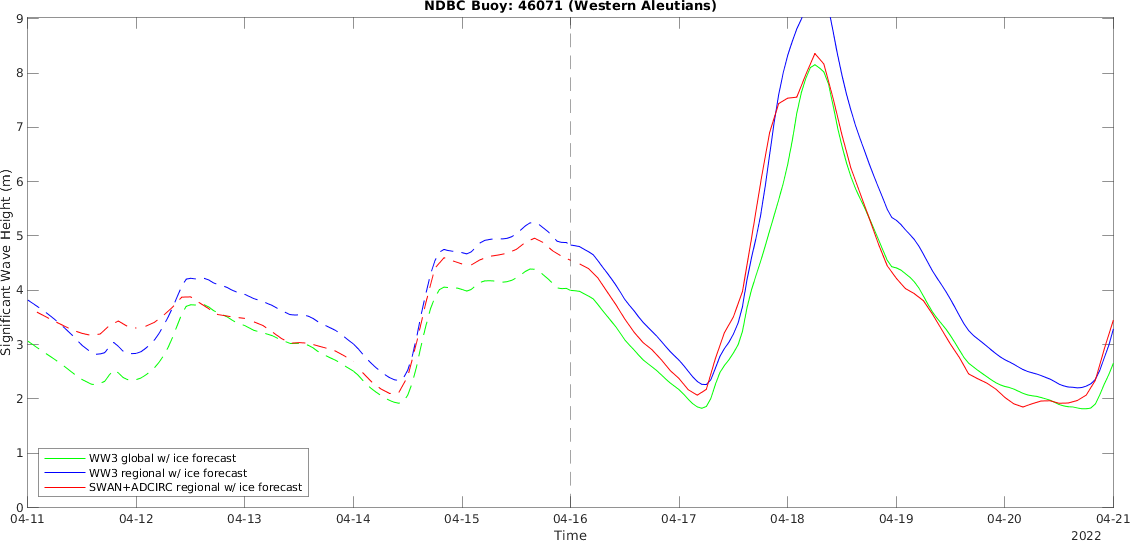 NDBC Buoy: 46071 (Western Aleutians)
9
8
7
6
5
4
3
2
1
0
Significant Wave Height (m)
WW3 global w/ ice forecast
WW3 regional w/ ice forecast
SWAN+ADCIRC regional w/ ice forecast
04-11 04-12 04-13 04-14 04-15 04-16 04-17 04-18 04-19 04-20 04-21
Time
2022